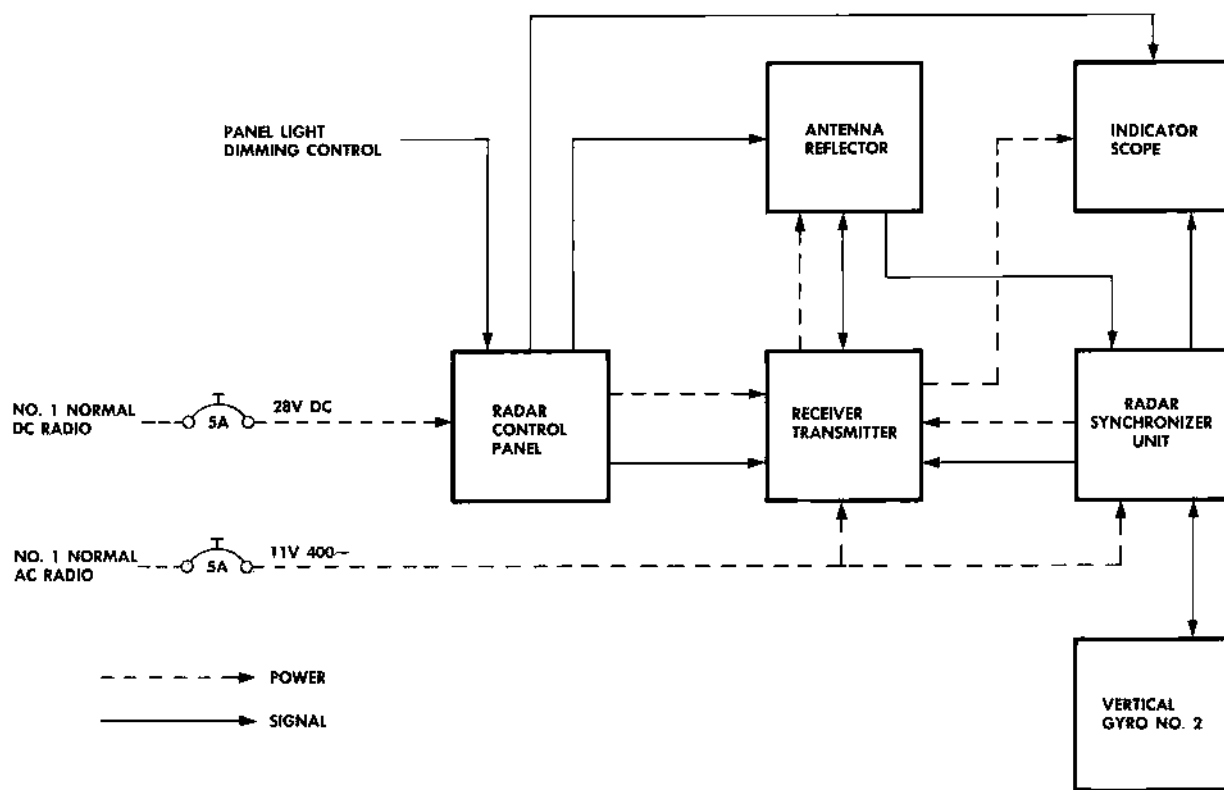 PANEL LIGHT
DIMMING CONTROL
ANTENNA
REFLECTOR
INDICATOR
SCOPE
NO. 1 NORMAL
DC RADIO
5A
28V DC
RADAR
CONTROL
PANEL
RECEIVER
TRANSMITTER
RADAR
SYNCHRONIZER
UNIT
NO. 1 NORMAL
AC RADIO
5A
11V 400~
POWER
SIGNAL
VERTICAL
GYRO NO. 2